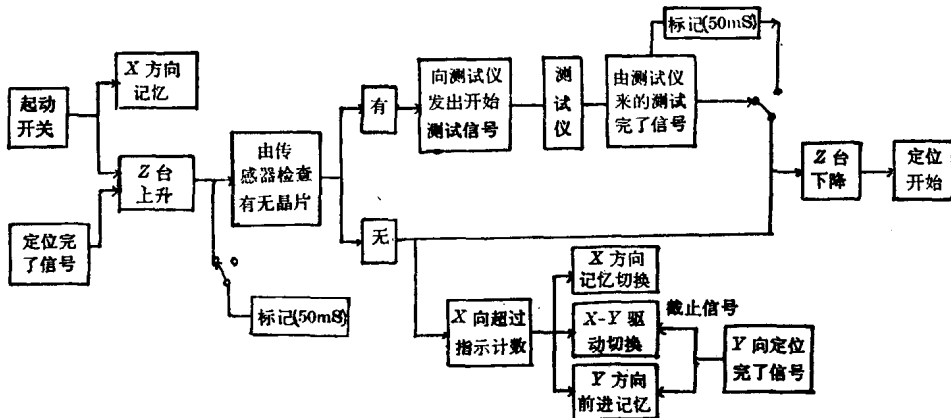 起动
开关
X 方向
记忆
定位完
了信号
Z 台
上升
由传
感器检查
有无晶片
标记(50mS)
有
无
向测试仪
发出开始
测试信号
测
试
仪
由测试仪
来的测试
完了信号
标记(50mS)
Z 台
下降
定位
开始
X 向超过
指示计数
X 方向
记忆切换
X-Y 驱
动切换
Y 方向
前进记忆
截止信号
Y 向定位
完了信号